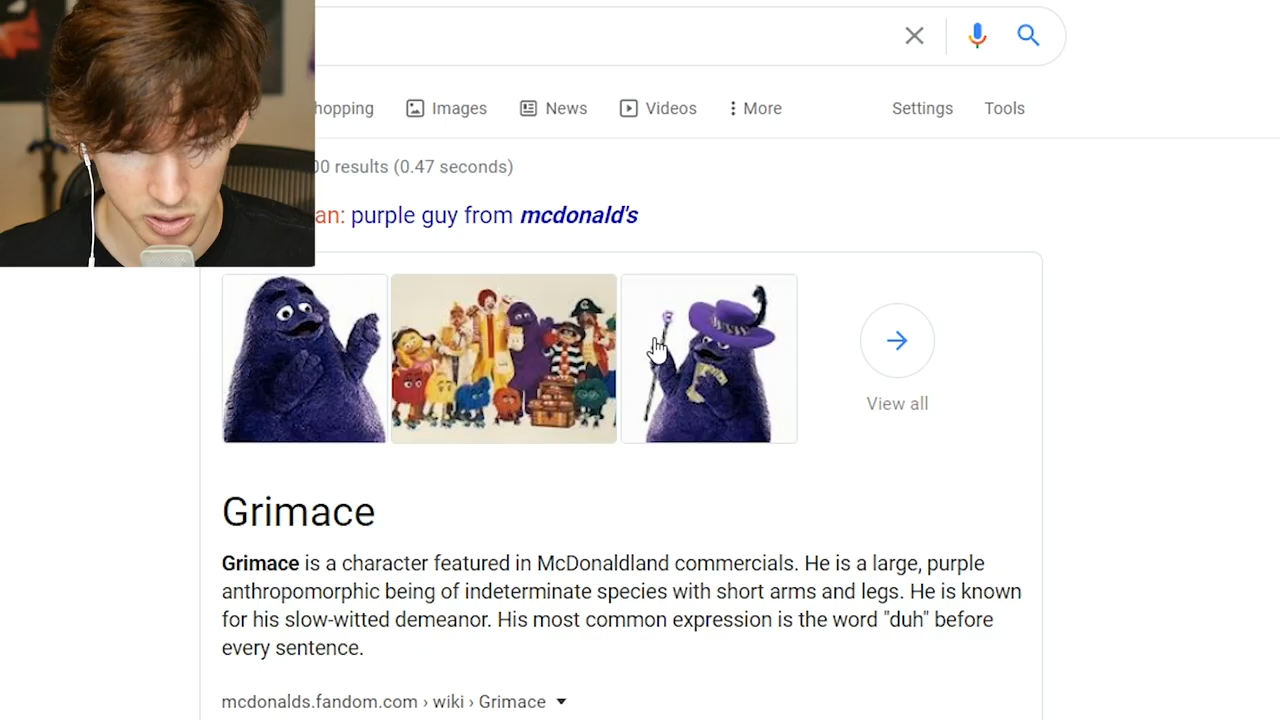 Images
News
Videos
More
Settings
Tools
results (0.47 seconds)
purple guy from mcdonald's
View all
Grimace
Grimace is a character featured in McDonaldland commercials. He is a large, purple
anthropomorphic being of indeterminate species with short arms and legs. He is known
for his slow-witted demeanor. His most common expression is the word "duh" before
every sentence.
mcdonalds.fandom.com › wiki › Grimace